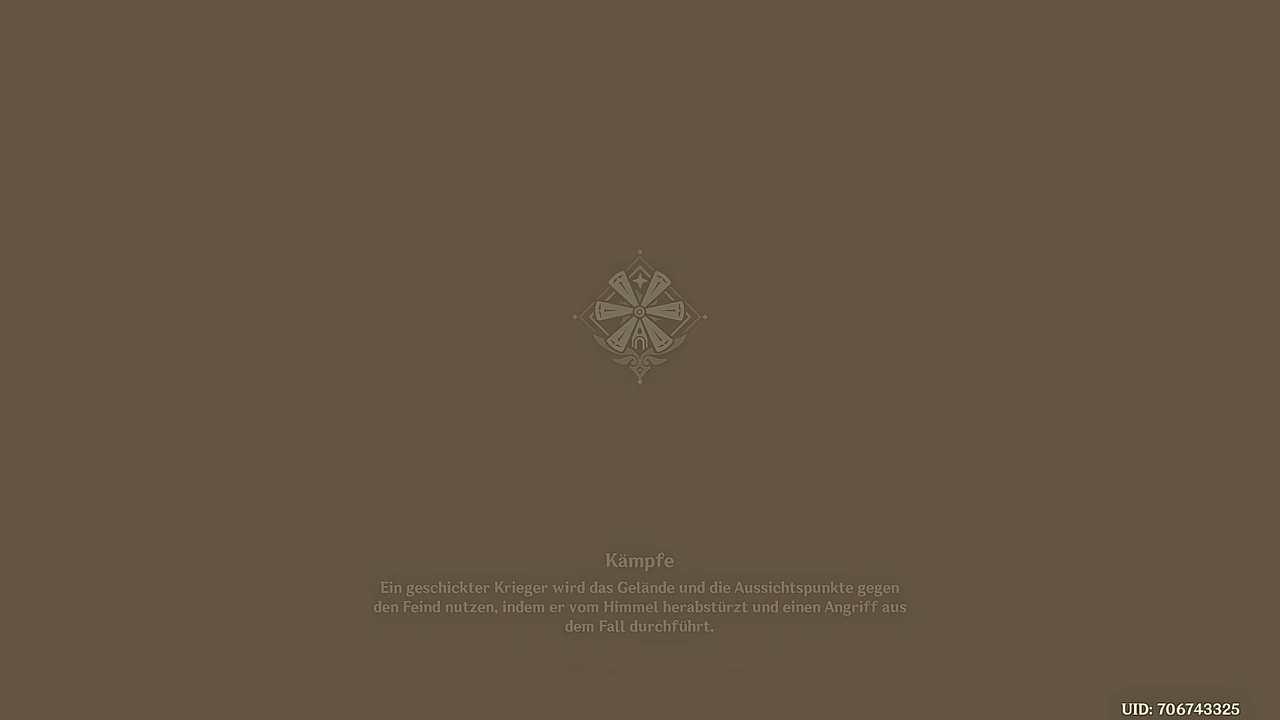 Kämpfe
Ein geschickter Krieger wird das Gelände und die Aussichtspunkte gegen
den Feind nutzen, indem er vom Himmel herabstürzt und einen Angriff aus
dem Fall durchführt.
UID: 706743325